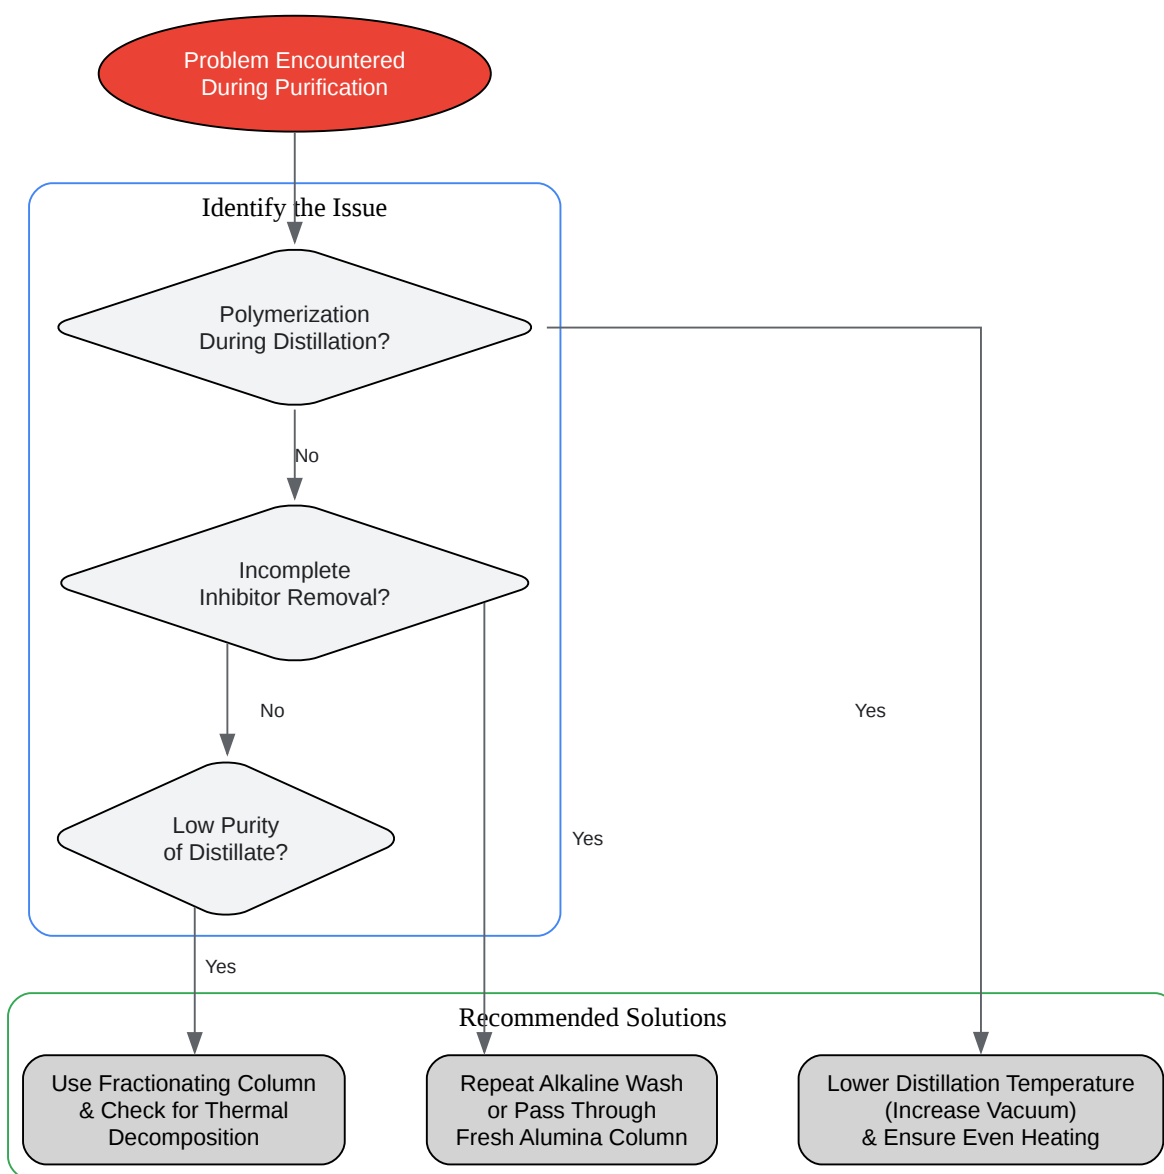 Problem Encountered
During Purification
Identify the Issue
Polymerization
During Distillation?
No
Incomplete
Inhibitor Removal?
No
Yes
Low Purity
of Distillate?
Yes
Yes
Recommended Solutions
Use Fractionating Column
& Check for Thermal
Decomposition
Repeat Alkaline Wash
or Pass Through
Fresh Alumina Column
Lower Distillation Temperature
(Increase Vacuum)
& Ensure Even Heating